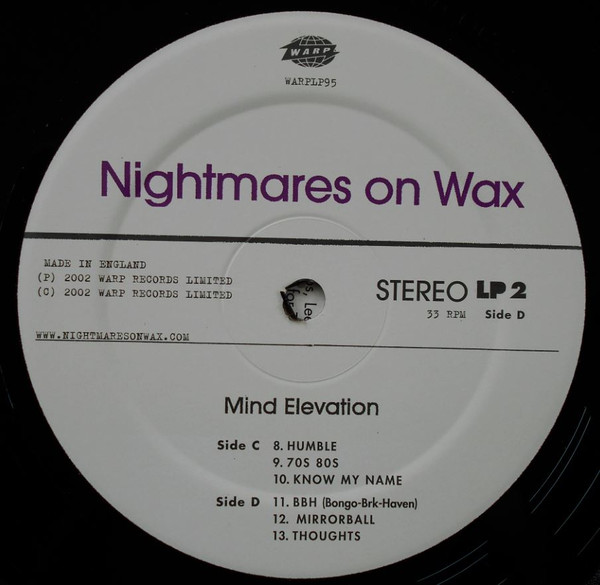 WARP
WARPLP95
Nightmares on Wax
MADE IN ENGLAND
(P) 2002 WARP RECORDS LIMITED
(C) 2002 WARP RECORDS LIMITED
STEREO LP2
33 RPM Side D
WWW.NIGHTMARESONWAX.COM
Mind Elevation
Side C 8. HUMBLE
9. 70S 80S
10. KNOW MY NAME
Side D 11. BBH (Bongo-Brk-Haven)
12. MIRRORBALL
13. THOUGHTS